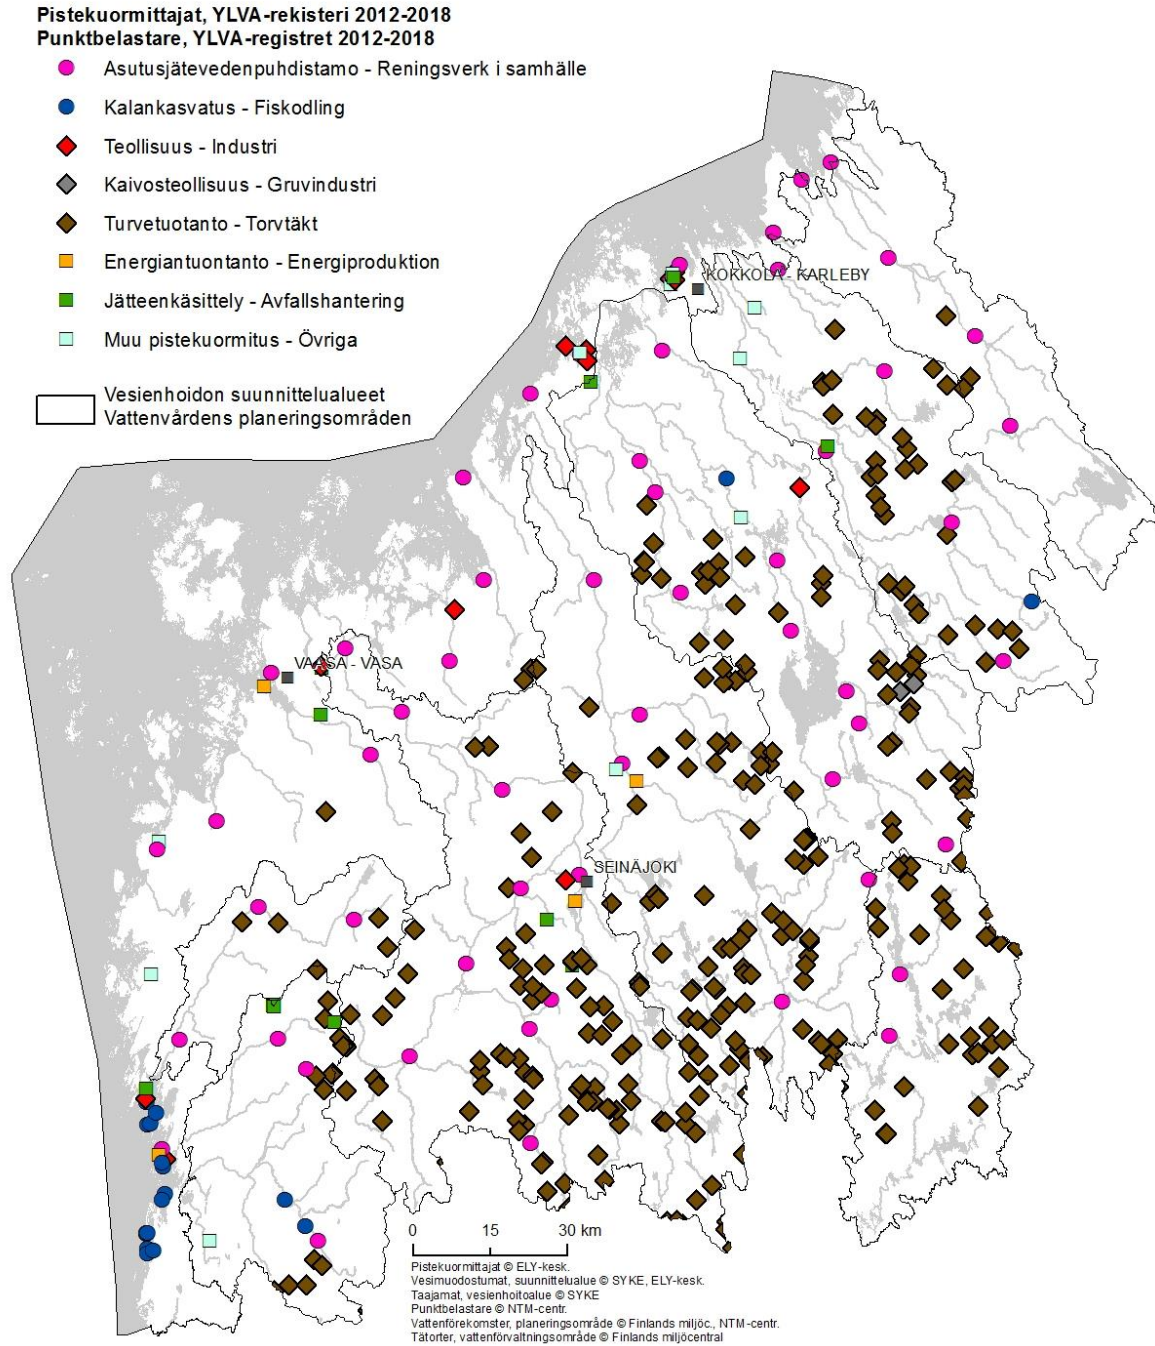 Pistekuormittajat, YLVA-rekisteri 2012-2018
Punktbelastare, YLVA-registret 2012-2018
Asutusjätevedenpuhdistamo - Reningsverk i samhälle
Kalankasvatus - Fiskodling
Teollisuus - Industri
Kaivosteollisuus - Gruvindustri
Turvetuotanto - Torvtäkt
Energiantuontanto - Energiproduktion
Jätteenkäsittely - Avfallshantering
Muu pistekuormitus - Övriga
Vesienhoidon suunnittelualueet
Vattenvårdens planeringsområden
KOKKOLA - KARLEBY
VAASA - VASA
SEINÄJOKI
0 15 30 km
Pistekuormittajat © ELY-kesk.
Vesimuodostumat, suunnittelualue © SYKE, ELY-kesk.
Taajamat, vesienhoitoalue © SYKE
Punktbelastare © NTM-centr.
Vattenförekomster, planeringsområde © Finlands miljöc., NTM-centr.
Tätorter, vattenförvaltningsområde © Finlands miljöcentral